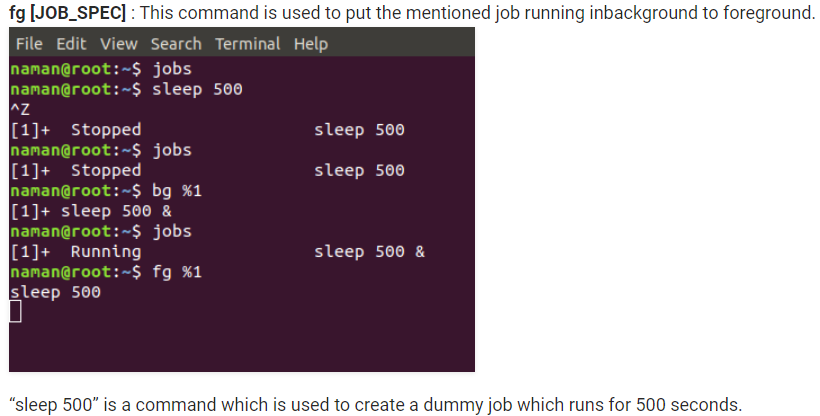 fg [JOB_SPEC] : This command is used to put the mentioned job running inbackground to foreground.
File Edit View Search Terminal Help
naman@root:~$ jobs
naman@root:~$ sleep 500
^Z
[1]+  Stopped                 sleep 500
naman@root:~$ jobs
[1]+  Stopped                 sleep 500
naman@root:~$ bg %1
[1]+ sleep 500 &
naman@root:~$ jobs
[1]+  Running                 sleep 500 &
naman@root:~$ fg %1
sleep 500
“sleep 500” is a command which is used to create a dummy job which runs for 500 seconds.